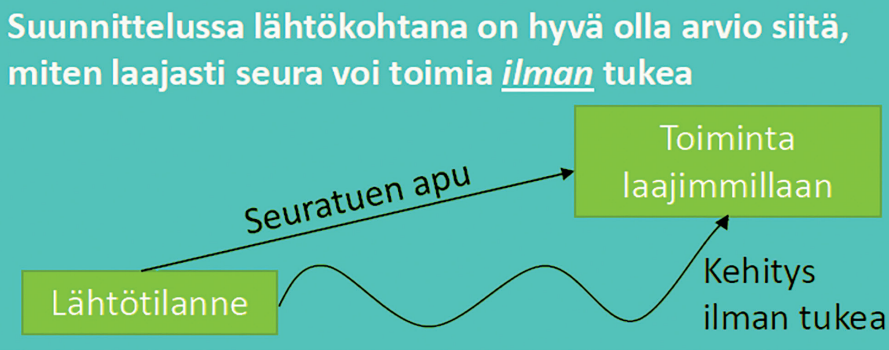 Suunnittelussa lähtökohtana on hyvä olla arvio siitä,
miten laajasti seura voi toimia ilman tukea
Toiminta
laajimmillaan
Seuratuen apu
Lähtötilanne
Kehitys
ilman tukea